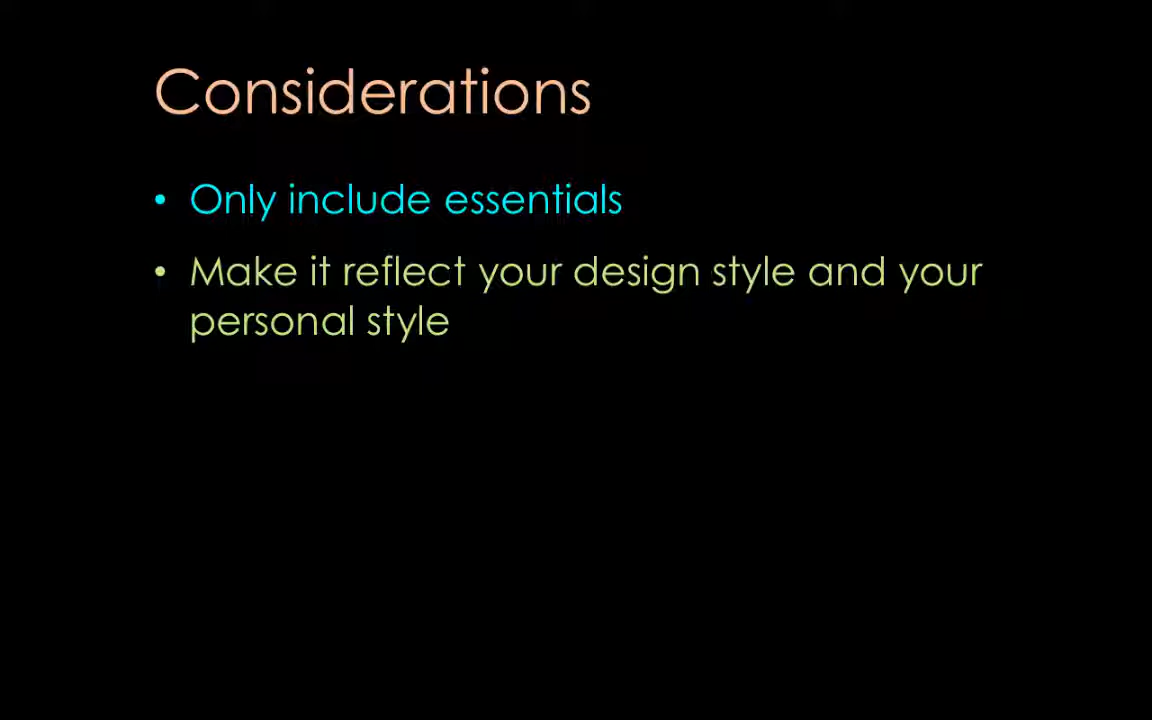 Considerations
• Only include essentials
• Make it reflect your design style and your
personal style